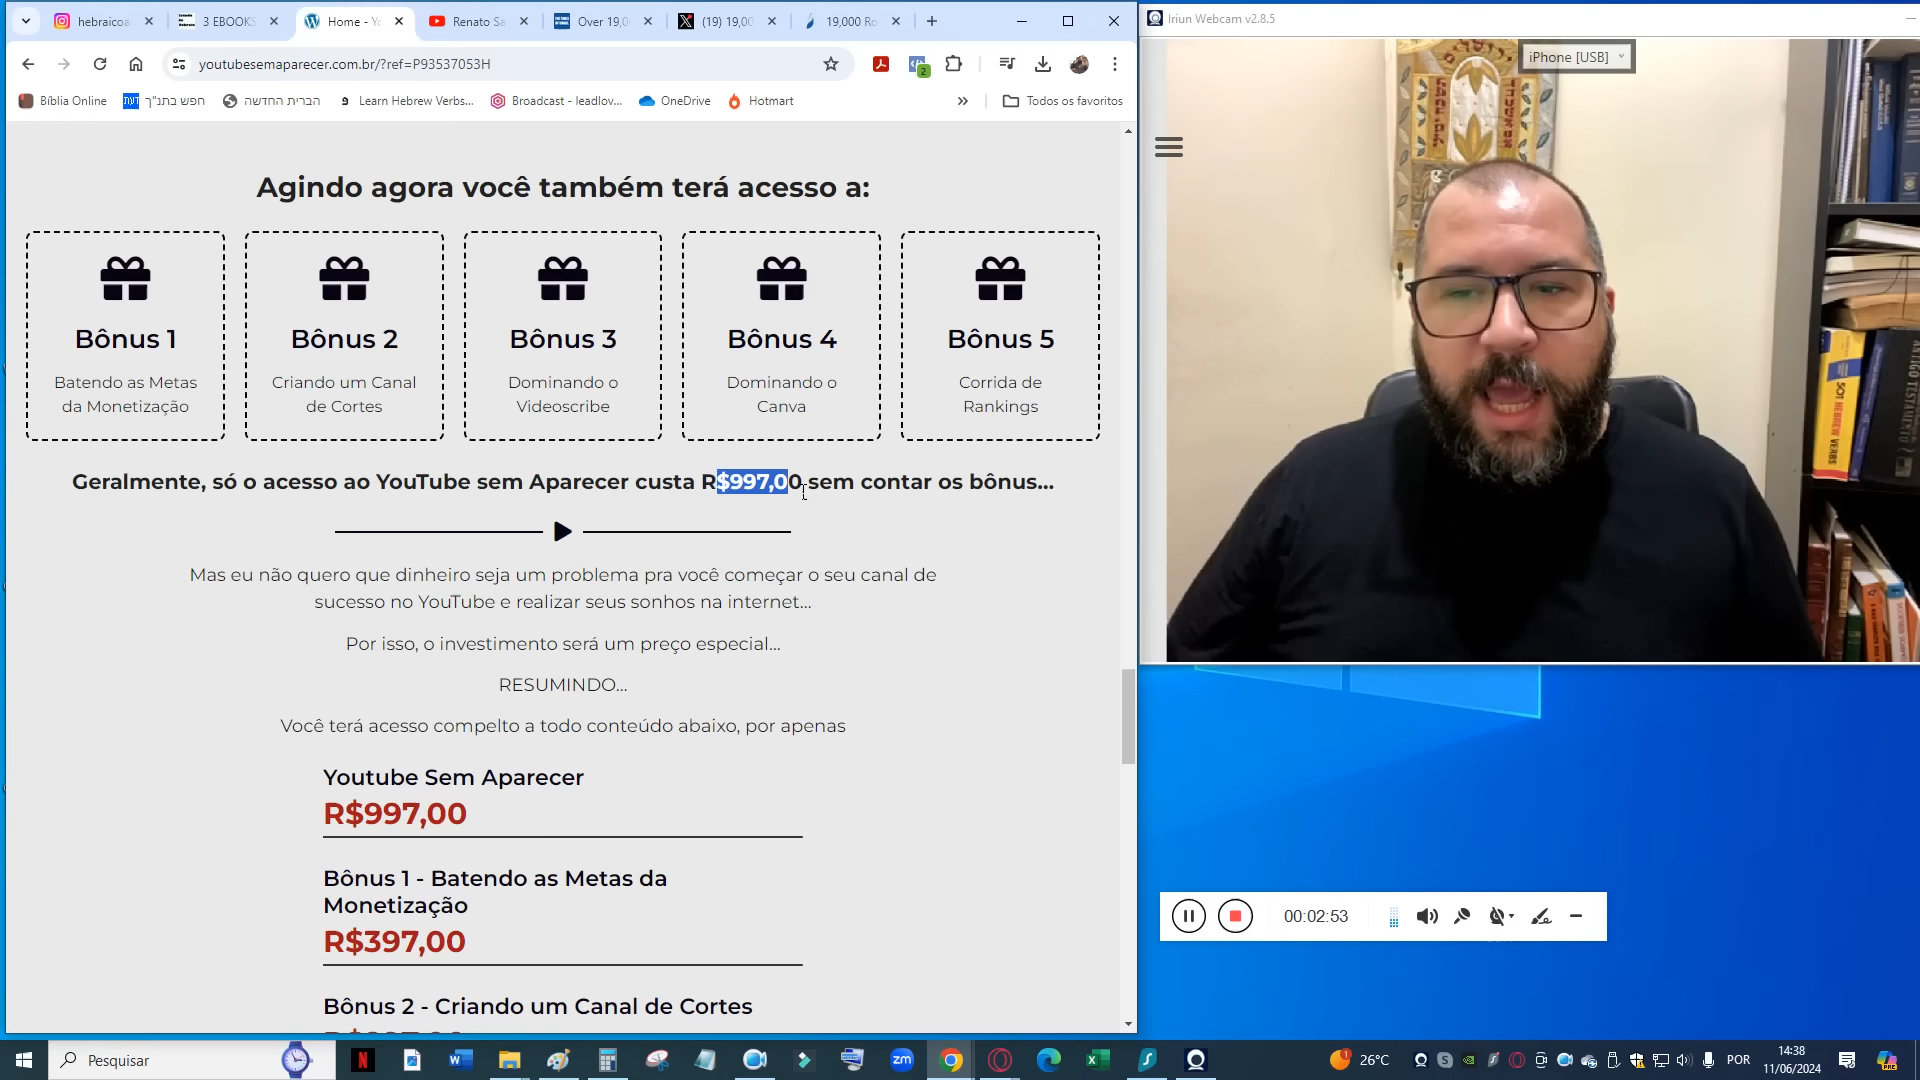 hebraicoa
3 EBOOKS
Home - Yo
Renato Sa
Over 19,0
(19) 19,00
19,000 Ro
youtubesemaparecer.com.br/?ref=P93537053H
2
Bíblia Online
דעת
חפש בתנ"ך
הברית החדשה
Learn Hebrew Verbs...
Broadcast - leadlov...
OneDrive
Hotmart
Todos os favoritos
Agindo agora você também terá acesso a:
Bônus 1
Batendo as Metas
da Monetização
Bônus 2
Criando um Canal
de Cortes
Bônus 3
Dominando o
Videoscribe
Bônus 4
Dominando o
Canva
Bônus 5
Corrida de
Rankings
Geralmente, só o acesso ao YouTube sem Aparecer custa R$997,00 sem contar os bônus...
Mas eu não quero que dinheiro seja um problema pra você começar o seu canal de
sucesso no YouTube e realizar seus sonhos na internet...
Por isso, o investimento será um preço especial...
RESUMINDO...
Você terá acesso compelto a todo conteúdo abaixo, por apenas
Youtube Sem Aparecer
R$997,00
Bônus 1 - Batendo as Metas da
Monetização
R$397,00
Bônus 2 - Criando um Canal de Cortes
Iriun Webcam v2.8.5
iPhone [USB]
HEBREW
VERBS
ANTIGO TESTAMENTO
00:02:53
Pesquisar
zm
1
26°C
POR
14:38
11/06/2024